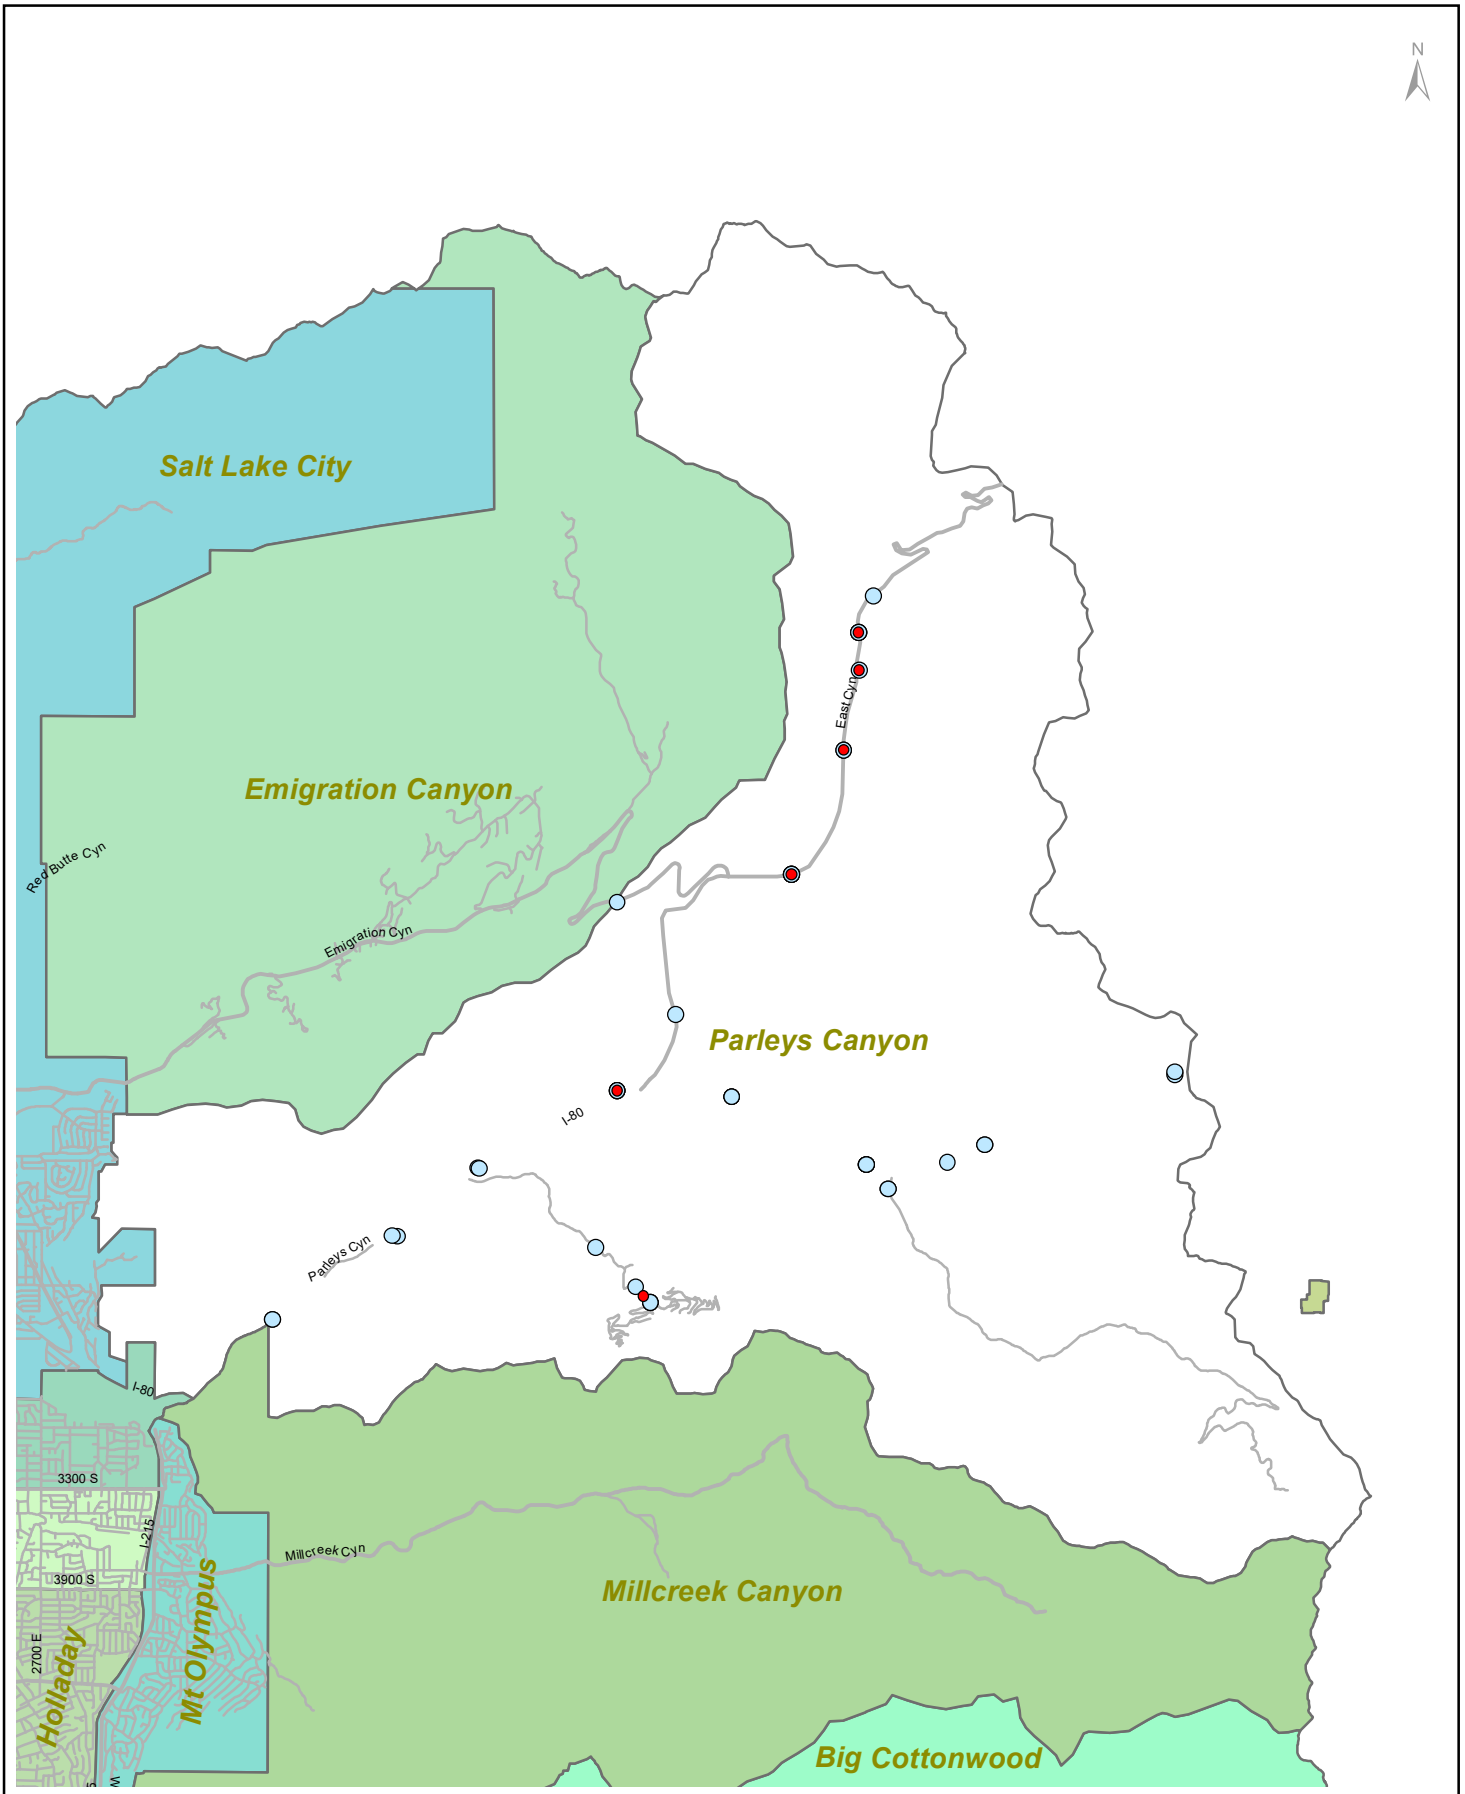 N
Salt Lake City
East Cyn
Emigration Canyon
Red Butte Cyn
Emigration Cyn
Parleys Canyon
I-80
Parleys Cyn
I-80
3300 S
I-215
Millcreek Cyn
3900 S
Millcreek Canyon
Mt Olympus
2700 E
Holladay
Big Cottonwood